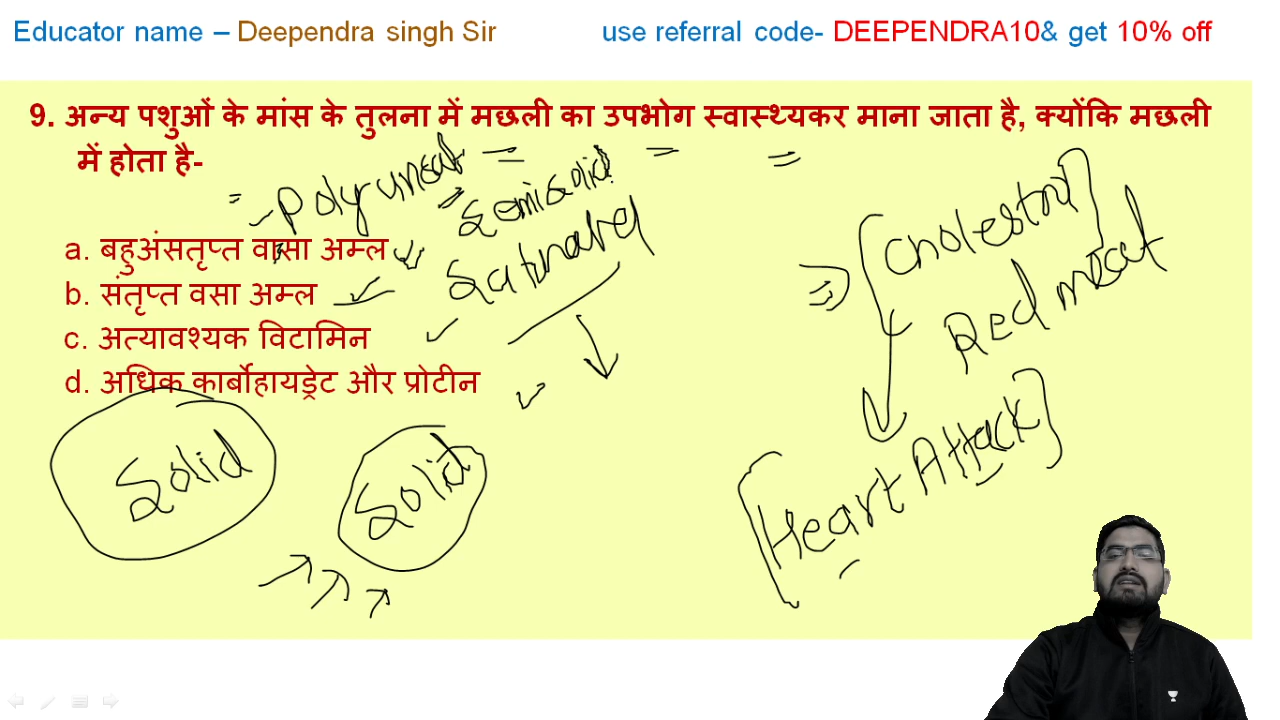 Educator name – Deependra singh Sir use referral code- DEEPENDRA10& get 10% off
9. अन्य पशुओं के मांस के तुलना में मछली का उपभोग स्वास्थ्यकर माना जाता है, क्योंकि मछली
में होता है-
Polyunsat
Semisolid
Cholestrol
a. बहुअंसतृप्त वासा अम्ल
Saturated
b. संतृप्त वसा अम्ल
Red meat
c. अत्यावश्यक विटामिन
d. अधिक कार्बोहायड्रेट और प्रोटीन
Solid
Solid
Heart Attack